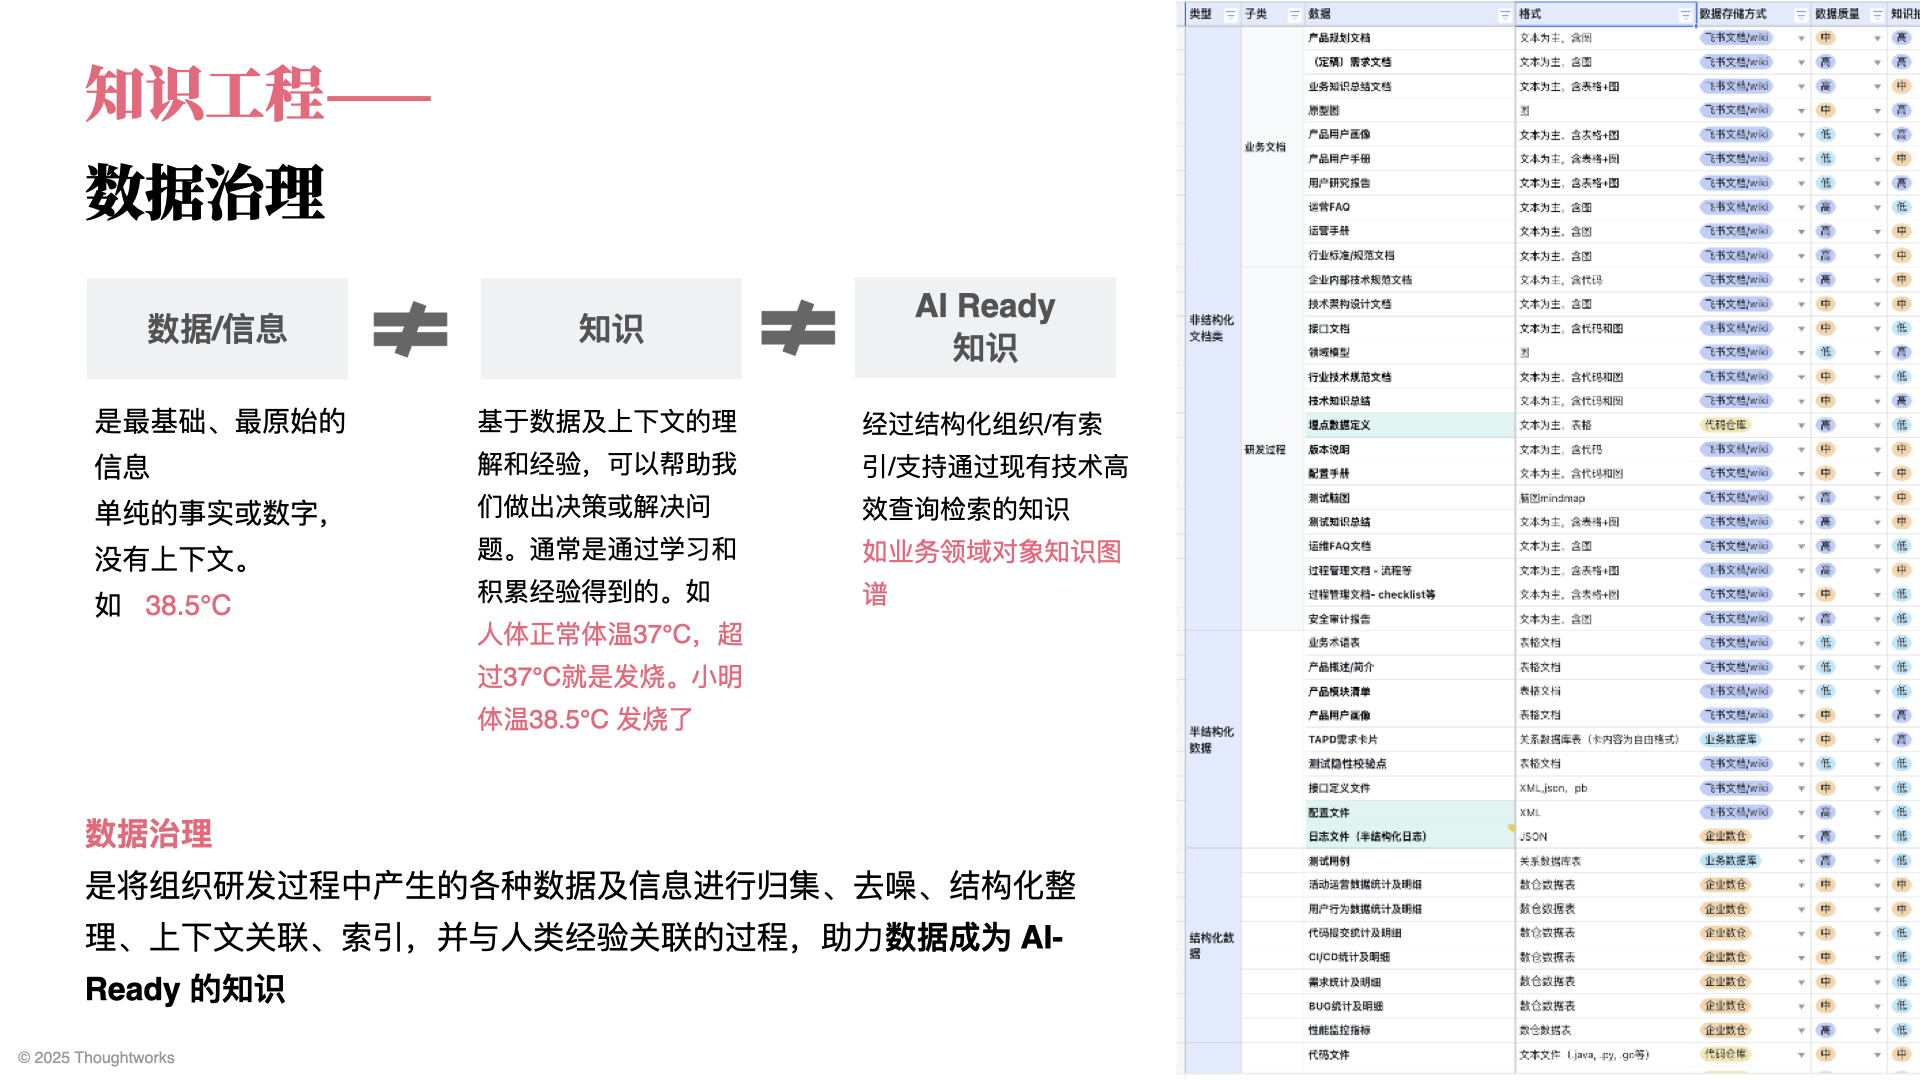 知识工程——
数据治理
数据/信息
是最基础、最原始的
信息
单纯的事实或数字，
没有上下文。
如 38.5°C
知识
基于数据及上下文的理
解和经验，可以帮助我
们做出决策或解决问
题。通常是通过学习和
积累经验得到的。如
人体正常体温37°C，超
过37°C就是发烧。小明
体温38.5°C 发烧了
AI Ready
知识
经过结构化组织/有索
引/支持通过现有技术高
效查询检索的知识
如业务领域对象知识图
谱
数据治理
是将组织研发过程中产生的各种数据及信息进行归集、去噪、结构化整
理、上下文关联、索引，并与人类经验关联的过程，助力数据成为 AI-
Ready 的知识
© 2025 Thoughtworks
类型 子类 数据 格式 数据存储方式 数据质量
非结构化
文档类
业务文档
产品规划文档 文本为主，含图 飞书文档/wiki 中 高
（定稿）需求文档 文本为主，含图 飞书文档/wiki 高 高
业务知识总结文档 文本为主，含表格+图 飞书文档/wiki 高 中
原型图 图 飞书文档/wiki 中 高
产品用户画像 文本为主，含表格+图 飞书文档/wiki 低 高
产品用户手册 文本为主，含表格+图 飞书文档/wiki 低 中
用户研究报告 文本为主，含表格+图 飞书文档/wiki 低 高
运营FAQ 文本为主，含图 飞书文档/wiki 高 低
运营手册 文本为主，含图 飞书文档/wiki 高 中
行业标准/规范文档 文本为主，含图 飞书文档/wiki 高 中
研发过程
企业内部技术规范文档 文本为主，含代码 飞书文档/wiki 高 中
技术架构设计文档 文本为主，含图 飞书文档/wiki 中 中
接口文档 文本为主，含代码和图 飞书文档/wiki 中 低
领域模型 图 飞书文档/wiki 低 高
行业技术规范文档 文本为主，含代码和图 飞书文档/wiki 中 低
技术知识总结 文本为主，含代码和图 飞书文档/wiki 中 高
埋点数据定义 文本为主，表格 代码仓库 高 低
版本说明 文本为主，含代码 飞书文档/wiki 中 中
配置手册 文本为主，含代码和图 飞书文档/wiki 中 中
测试脑图 脑图mindmap 飞书文档/wiki 高 中
测试知识总结 文本为主，含表格+图 飞书文档/wiki 高 中
运维FAQ文档 文本为主，含图 飞书文档/wiki 高 低
过程管理文档 - 流程等 文本为主，含表格+图 飞书文档/wiki 高 中
过程管理文档- checklist等 文本为主，含表格+图 飞书文档/wiki 中 低
安全审计报告 文本为主，含图 飞书文档/wiki 高 低
半结构化
数据
业务术语表 表格文档 飞书文档/wiki 低 低
产品概述/简介 表格文档 飞书文档/wiki 低 低
产品模块清单 表格文档 飞书文档/wiki 低 低
产品用户画像 表格文档 飞书文档/wiki 中 高
TAPD需求卡片 关系数据库表（卡内容为自由格式） 业务数据库 中 高
测试隐性校验点 表格文档 飞书文档/wiki 低 低
接口定义文件 XML,json，pb 飞书文档/wiki 中 低
配置文件 XML 飞书文档/wiki 高 低
日志文件（半结构化日志） JSON 企业数仓 高 低
结构化数
据
测试用例 关系数据库表 业务数据库 高 低
活动运营数据统计及明细 数仓数据表 企业数仓 中 中
用户行为数据统计及明细 数仓数据表 企业数仓 中 中
代码提交统计及明细 数仓数据表 企业数仓 中 低
CI/CD统计及明细 数仓数据表 企业数仓 中 低
需求统计及明细 数仓数据表 企业数仓 中 低
BUG统计及明细 数仓数据表 企业数仓 中 低
性能监控指标 数仓数据表 企业数仓 高 低
代码文件 文本文件（.java, .py, .go等） 代码仓库 中 中